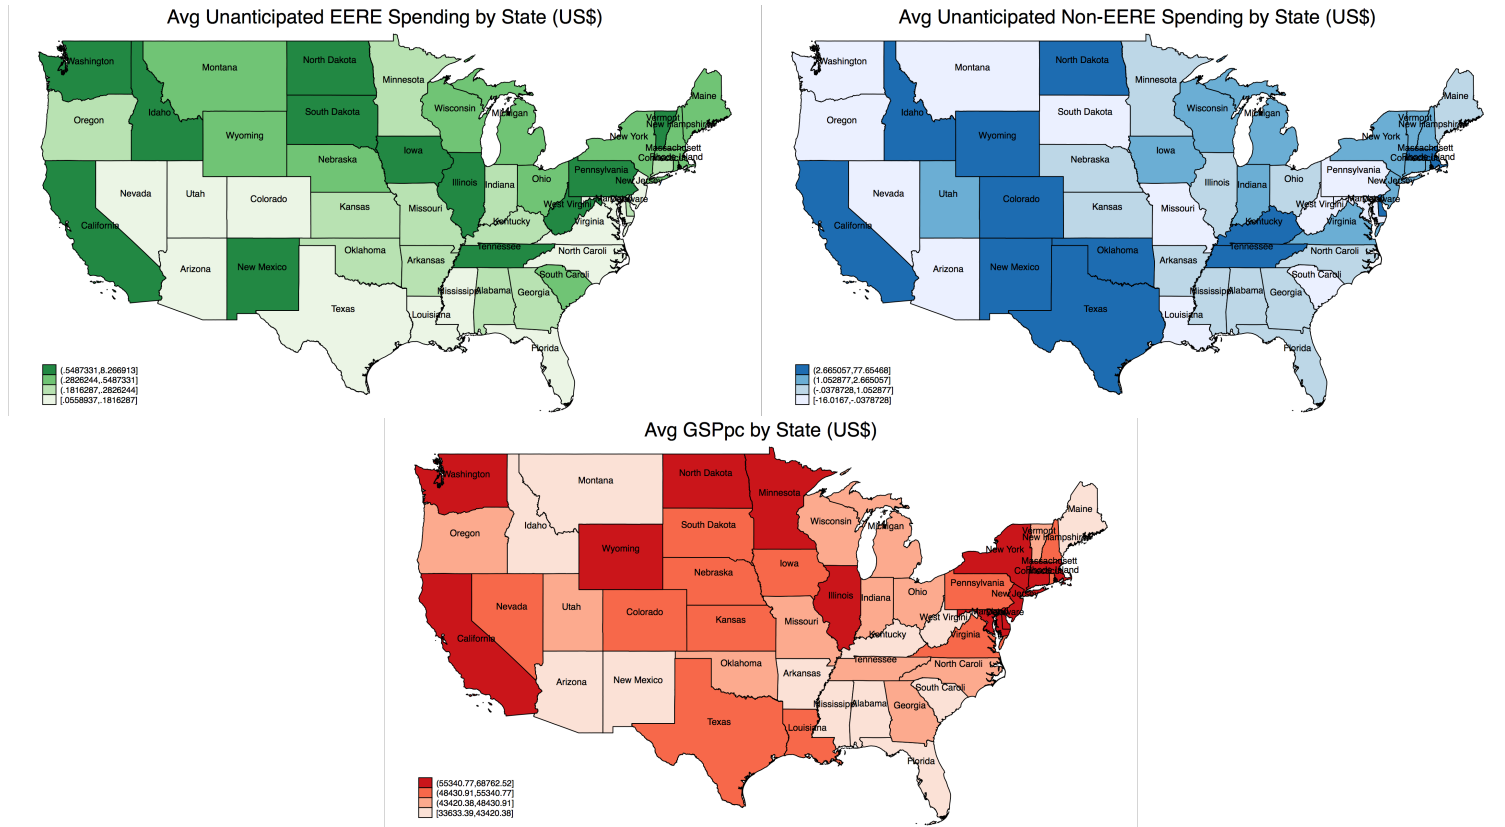 Avg Unanticipated EERE Spending by State (US$)
Washington
Montana
North Dakota
Minnesota
Oregon
Idaho
South Dakota
Wisconsin
Michigan
Maine
Vermont
New Hampshire
New York
Wyoming
Iowa
Massachusett
Nebraska
Pennsylvania
Nevada
Utah
Colorado
Illinois
Indiana
Ohio
New Jersey
Kansas
Missouri
West Virgini
California
Kentucky
Virginia
Arizona
New Mexico
Oklahoma
Arkansas
Tennessee
North Caroli
South Caroli
Mississipp
Alabama
Georgia
Texas
Louisiana
Florida
(.5487331,8.266913]
(.2826244,.5487331]
(.1816287,.2826244]
[.0558937,.1816287]
Avg Unanticipated Non-EERE Spending by State (US$)
Washington
Montana
North Dakota
Minnesota
Oregon
Idaho
South Dakota
Wisconsin
Michigan
Maine
Vermont
New Hampshire
New York
Wyoming
Iowa
Massachusett
Nebraska
Pennsylvania
Nevada
Utah
Colorado
Illinois
Indiana
Ohio
New Jersey
Kansas
Missouri
West Virgini
California
Kentucky
Virginia
Arizona
New Mexico
Oklahoma
Arkansas
Tennessee
North Caroli
South Caroli
Mississipp
Alabama
Georgia
Texas
Louisiana
Florida
(2.665057,77.65468]
(1.052877,2.665057]
(-.0378728,1.052877]
[-16.0167,-.0378728]
Avg GSPpc by State (US$)
Washington
Montana
North Dakota
Minnesota
Oregon
Idaho
South Dakota
Wisconsin
Michigan
Maine
Vermont
New Hampshire
New York
Wyoming
Iowa
Massachusett
Nebraska
Pennsylvania
Nevada
Utah
Colorado
Illinois
Indiana
Ohio
New Jersey
Kansas
Missouri
West Virgini
California
Kentucky
Virginia
Arizona
New Mexico
Oklahoma
Arkansas
Tennessee
North Caroli
South Caroli
Mississipp
Alabama
Georgia
Texas
Louisiana
Florida
(55340.77,68762.52]
(48430.91,55340.77]
(43420.38,48430.91]
[33633.39,43420.38]